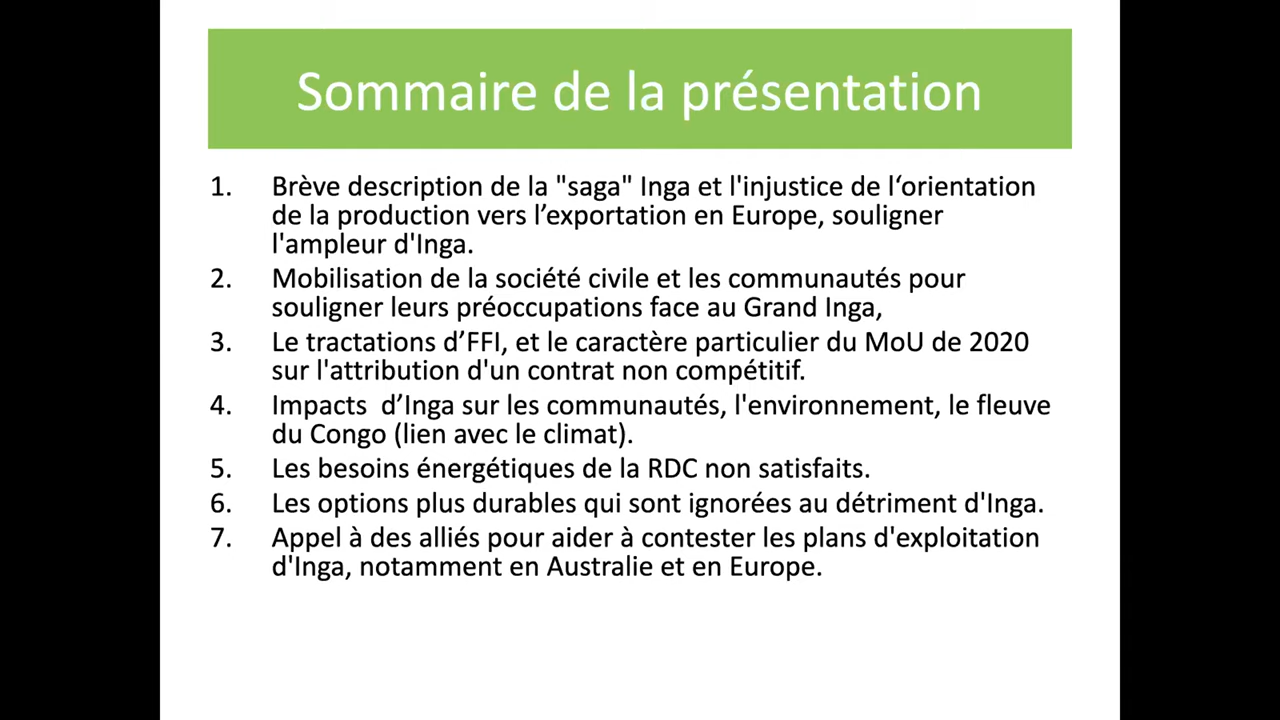 Sommaire de la présentation
1. Brève description de la "saga" Inga et l'injustice de l‘orientation
de la production vers l’exportation en Europe, souligner
l'ampleur d'Inga.
2. Mobilisation de la société civile et les communautés pour
souligner leurs préoccupations face au Grand Inga,
3. Le tractations d’FFI, et le caractère particulier du MoU de 2020
sur l'attribution d'un contrat non compétitif.
4. Impacts  d’Inga sur les communautés, l'environnement, le fleuve
du Congo (lien avec le climat).
5. Les besoins énergétiques de la RDC non satisfaits.
6. Les options plus durables qui sont ignorées au détriment d'Inga.
7. Appel à des alliés pour aider à contester les plans d'exploitation
d'Inga, notamment en Australie et en Europe.